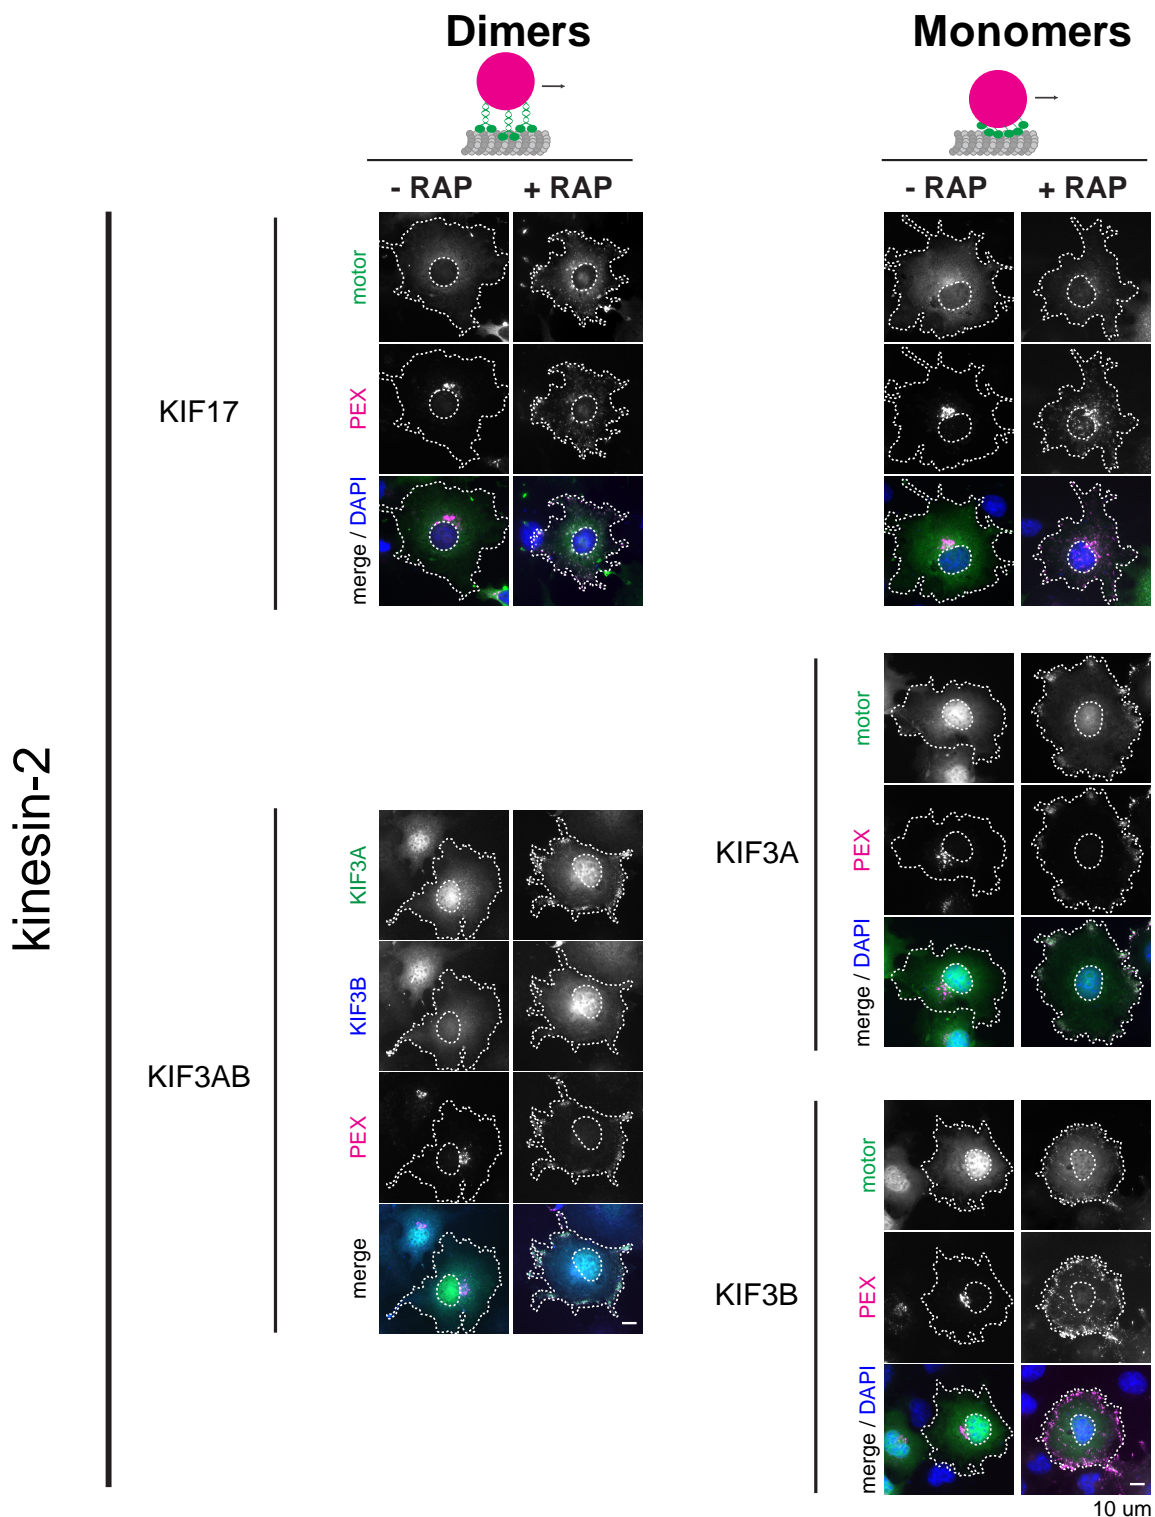 Dimers
Monomers
- RAP
+ RAP
- RAP
+ RAP
kinesin-2
KIF17
motor
PEX
merge / DAPI
KIF3AB
KIF3A
KIF3B
PEX
merge
KIF3A
motor
PEX
merge / DAPI
KIF3B
motor
PEX
merge / DAPI
10 um